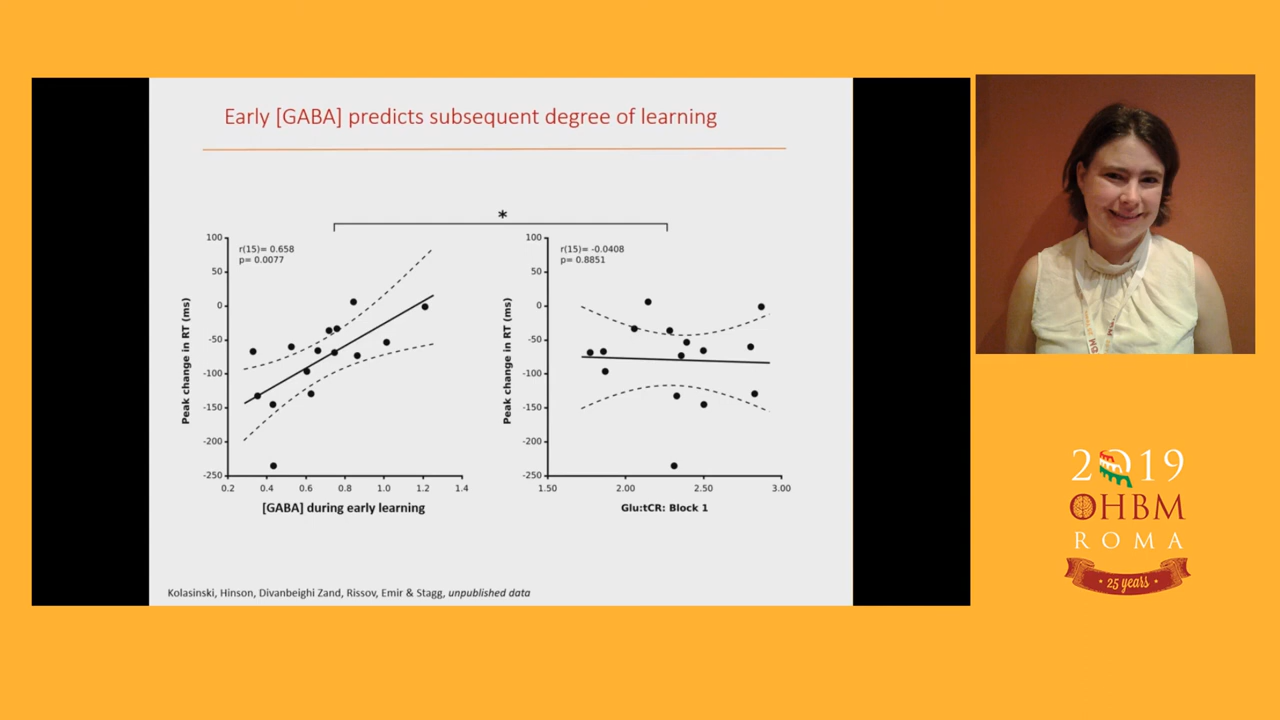 Early [GABA] predicts subsequent degree of learning
*
r(15)= 0.658
p= 0.0077
100
50
0
-50
-100
-150
-200
-250
0.2 0.4 0.6 0.8 1.0 1.2 1.4
Peak change in RT (ms)
[GABA] during early learning
r(15)= -0.0408
p= 0.8851
100
50
0
-50
-100
-150
-200
-250
1.50 2.00 2.50 3.00
Peak change in RT (ms)
Glu:tCR: Block 1
Kolasinski, Hinson, Divanbeighi Zand, Rissov, Emir & Stagg, unpublished data
2019
OHBM
ROMA
25 years